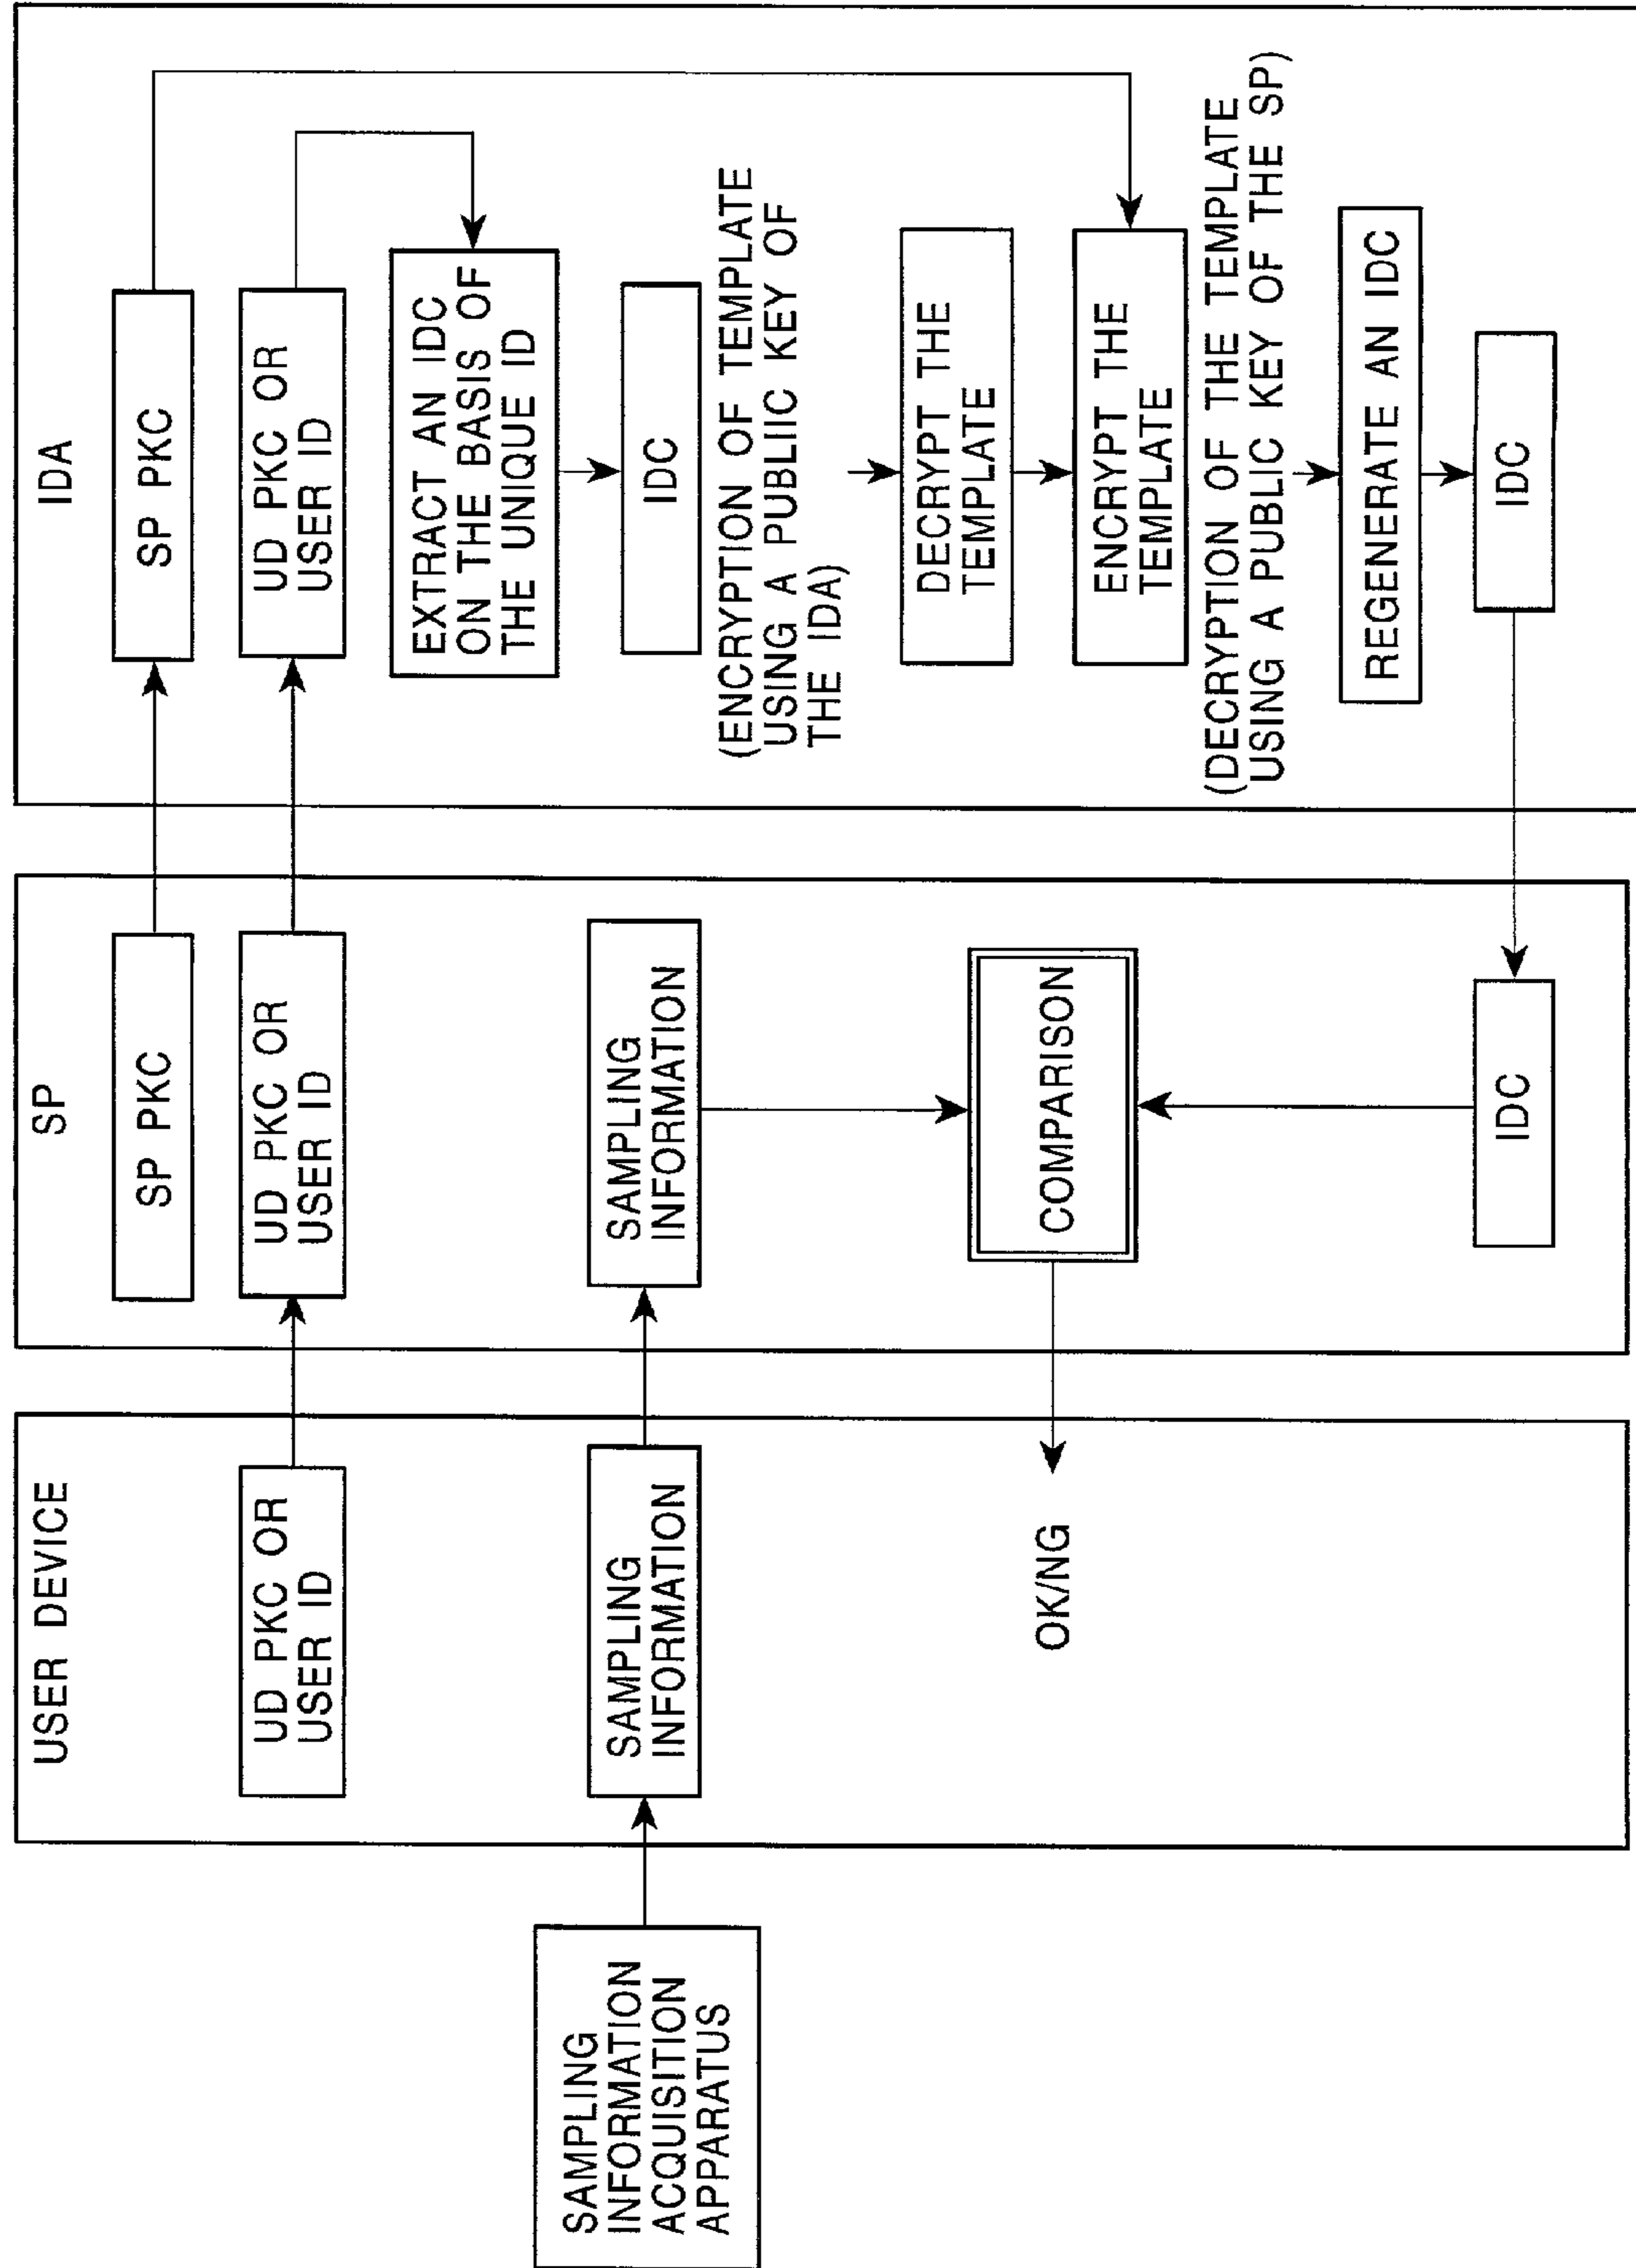 SAMPLING
INFORMATION
ACQUISITION
APPARATUS
USER DEVICE
UD PKC OR
USER ID
SAMPLING
INFORMATION
OK/NG
SP
SP PKC
UD PKC OR
USER ID
SAMPLING
INFORMATION
COMPARISON
IDC
IDA
SP PKC
UD PKC OR
USER ID
EXTRACT AN IDC
ON THE BASIS OF
THE UNIQUE ID
IDC
(ENCRYPTION OF TEMPLATE
USING A PUBLIIC KEY OF
THE IDA)
DECRYPT THE
TEMPLATE
ENCRYPT THE
TEMPLATE
(DECRYPTION OF THE TEMPLATE
USING A PUBLIC KEY OF THE SP)
REGENERATE AN IDC
IDC